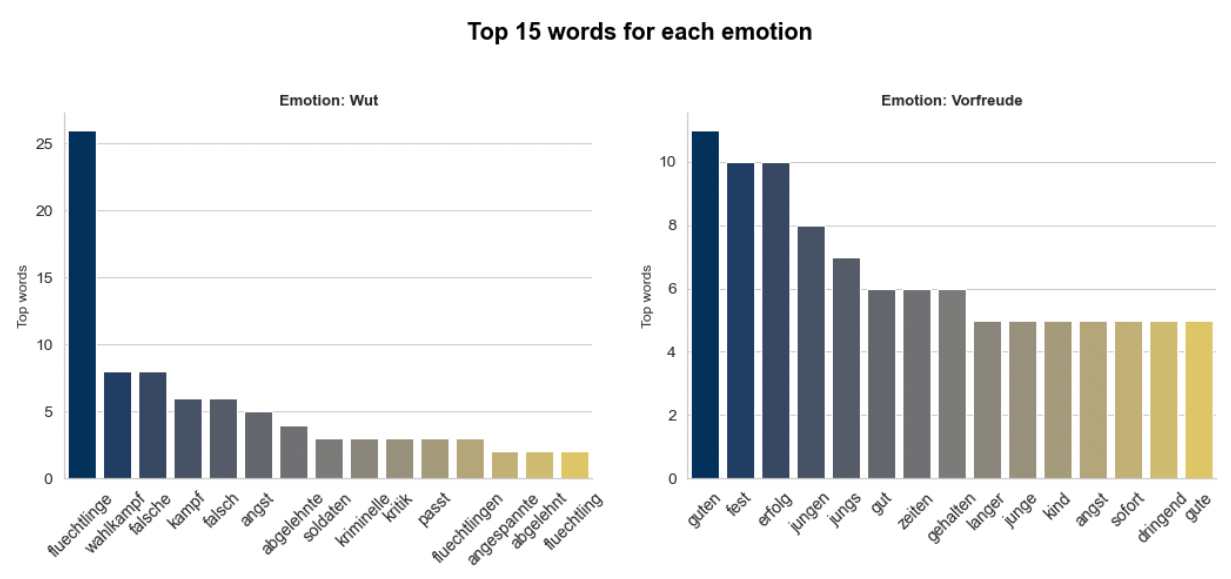 Top 15 words for each emotion
Emotion: Wut
Top words
25
20
15
10
5
0
fluechtlinge
wahlkampf
falsche
kampf
falsch
angst
abgelehnte
soldaten
kriminelle
kritik
passt
fluechtlingen
angespannte
abgelehnt
fluechtling
Emotion: Vorfreude
Top words
10
8
6
4
2
0
guten
fest
erfolg
jungen
jungs
gut
zeiten
gehalten
langer
junge
kind
angst
sofort
dringend
gute